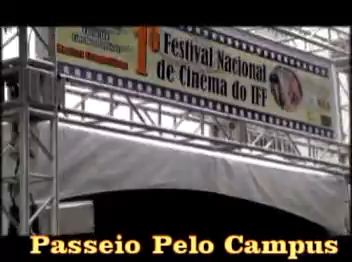 1º Festival Nacional
de Cinema do IFF
Passeio Pelo Campus